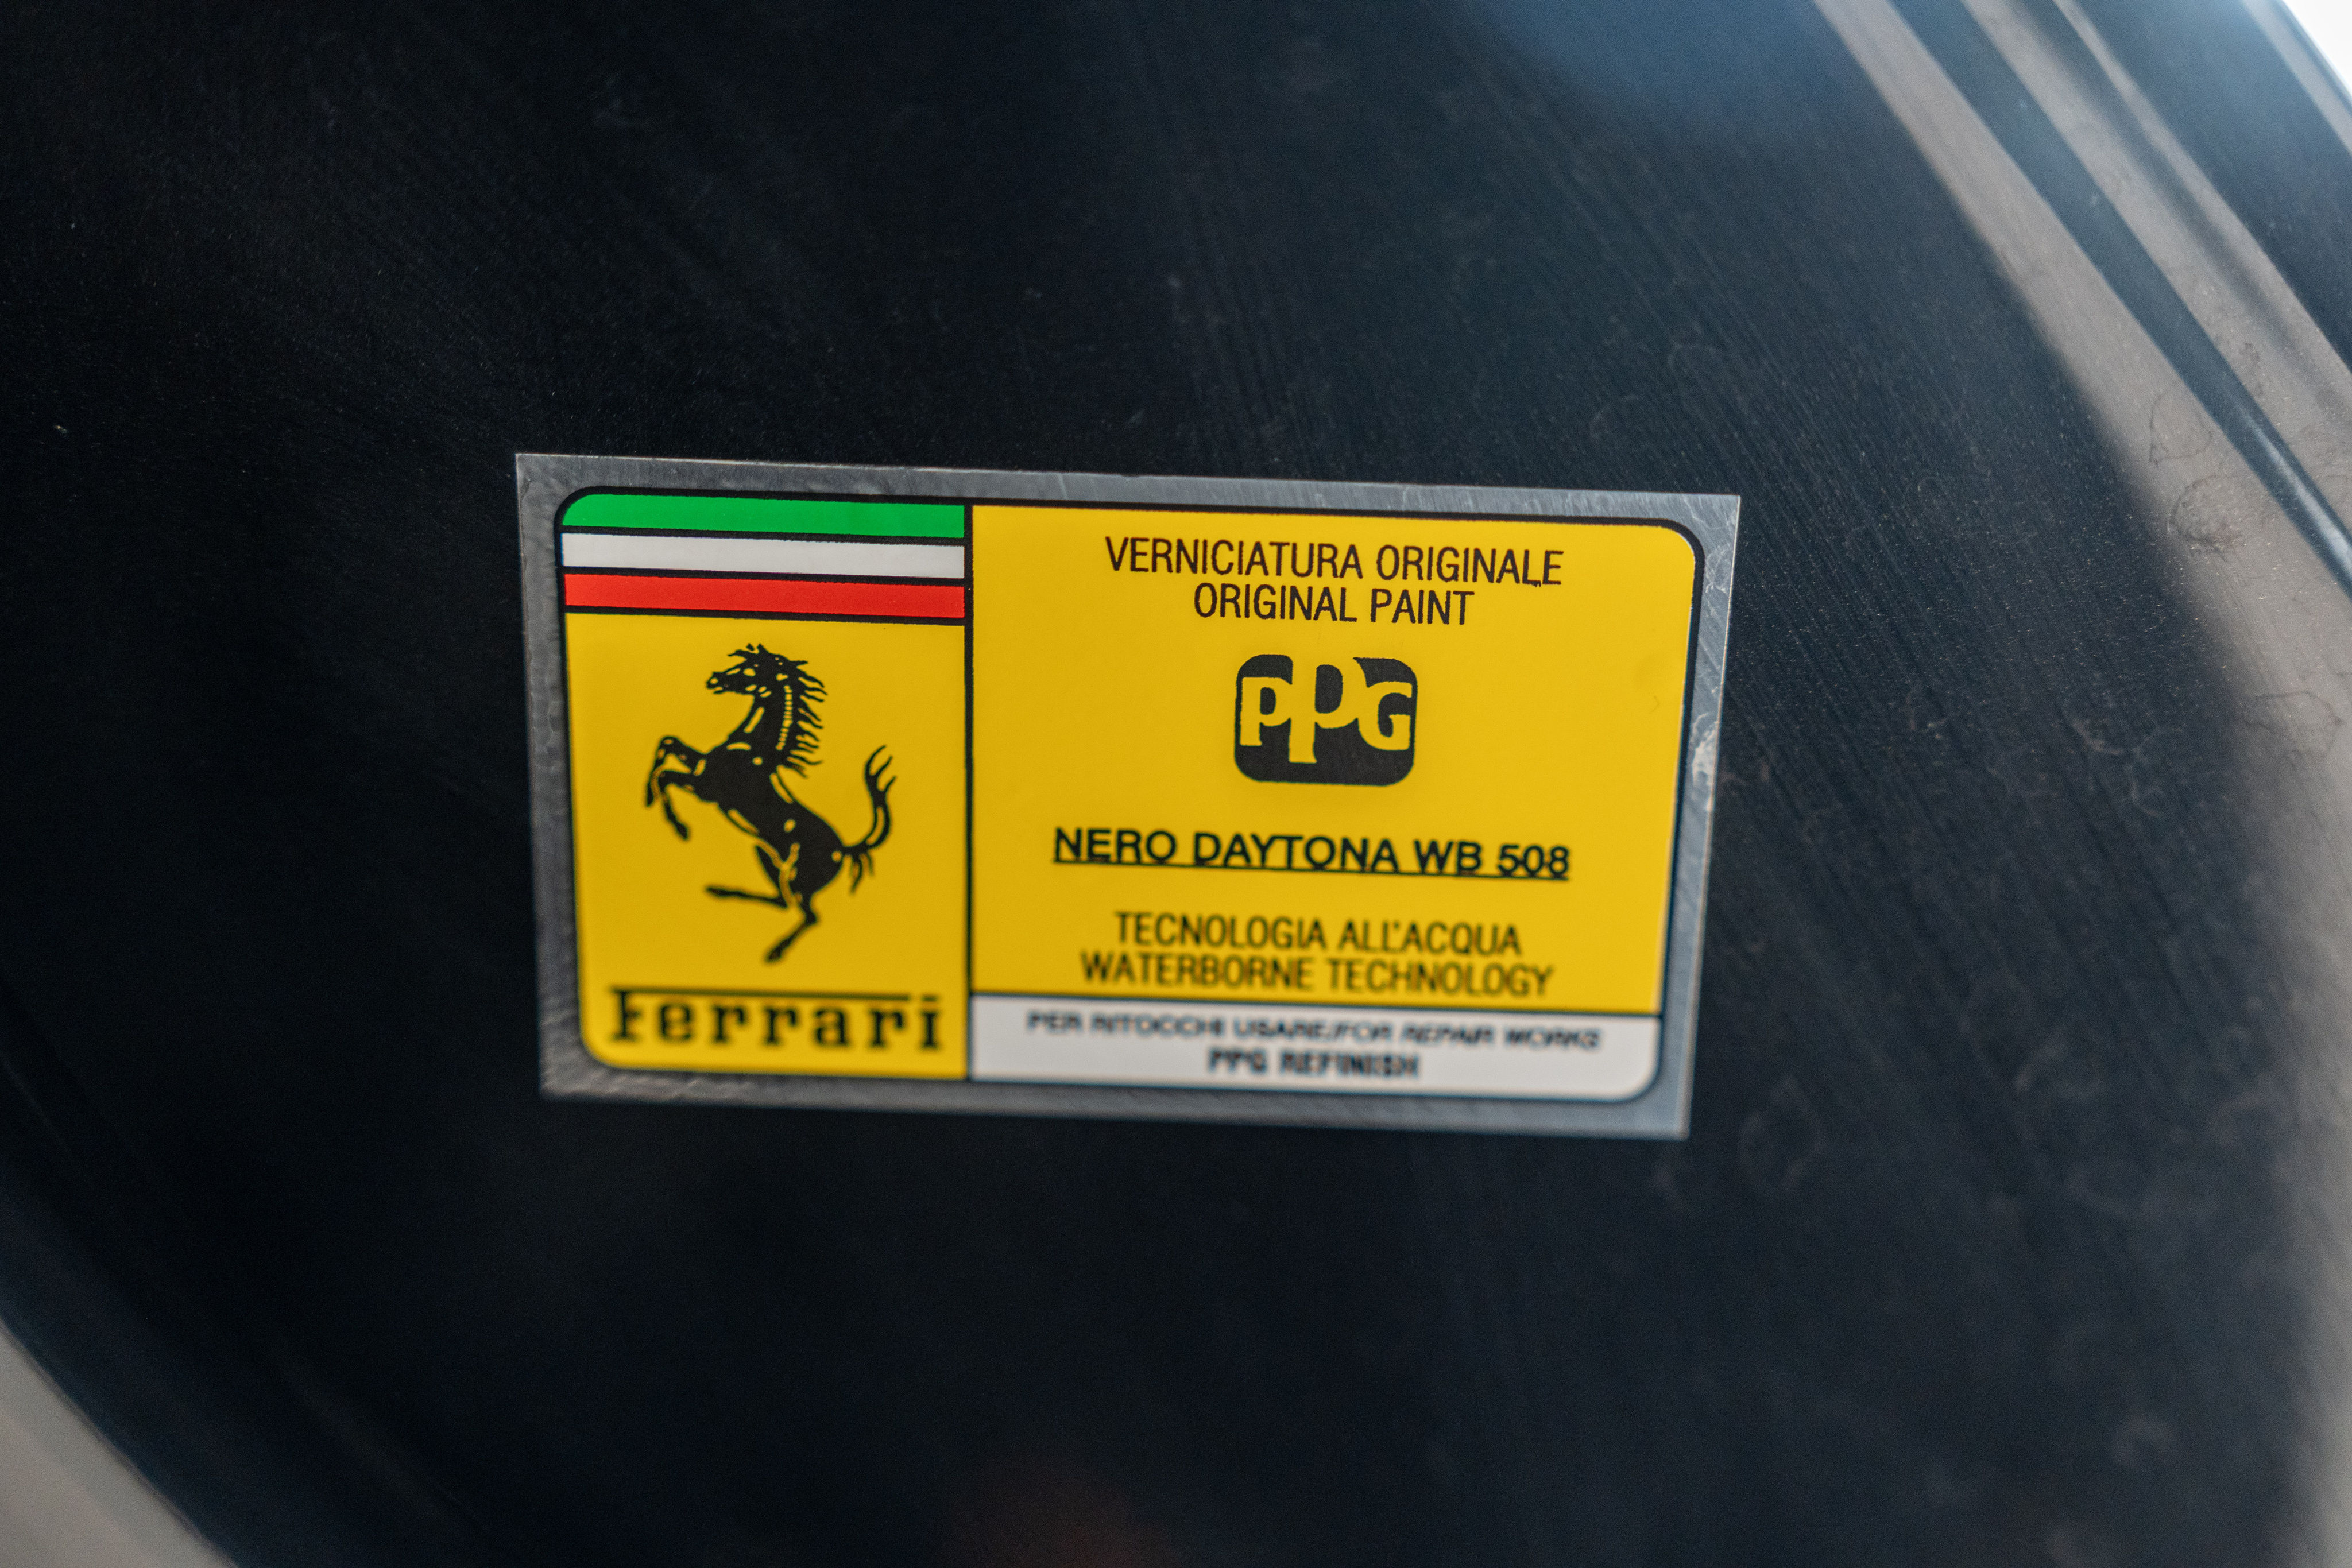 VERNICIATURA ORIGINALE
ORIGINAL PAINT
PPG
NERO DAYTONA WB 508
TECNOLOGIA ALL'ACQUA
WATERBORNE TECHNOLOGY
PER RITOCCHI USARE/FOR REPAIR WORKS
PPG REFINISH
Ferrari